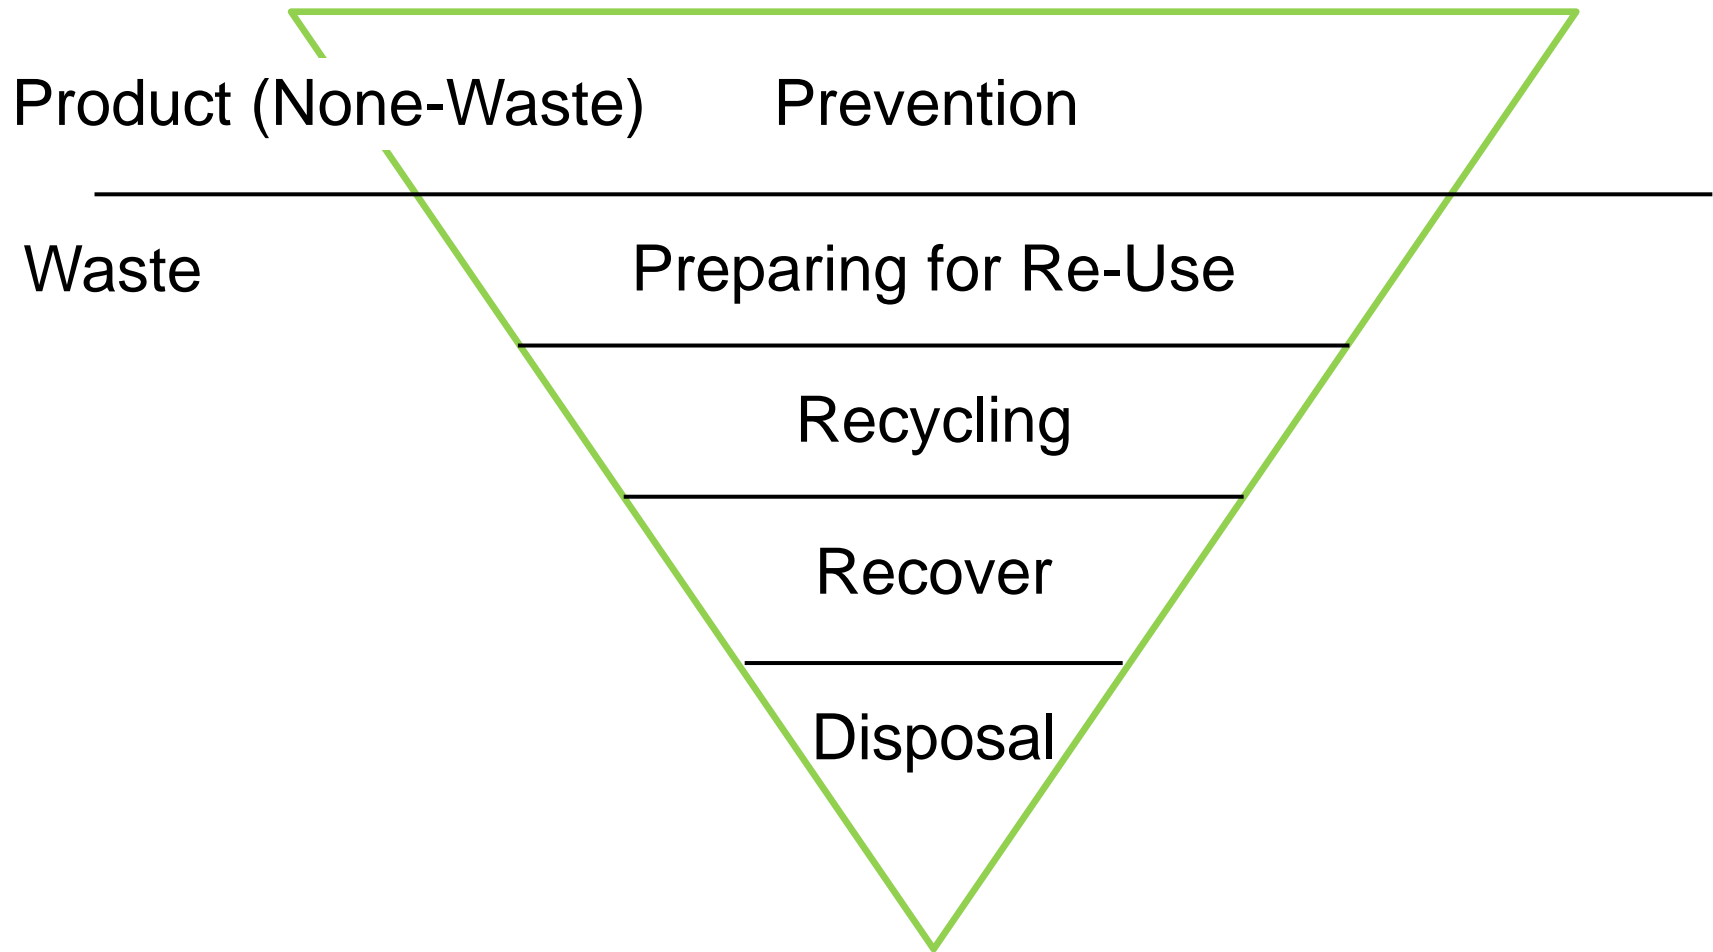 Product (None-Waste) Prevention
Waste Preparing for Re-Use
Recycling
Recover
Disposal